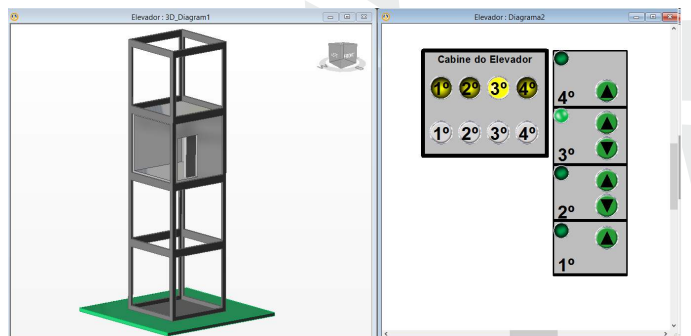 Elevador : 3D_Diagram1
Elevador : Diagrama2
Cabine do Elevador
1º 2º 3º 4º
1º 2º 3º 4º
4º
3º
2º
1º